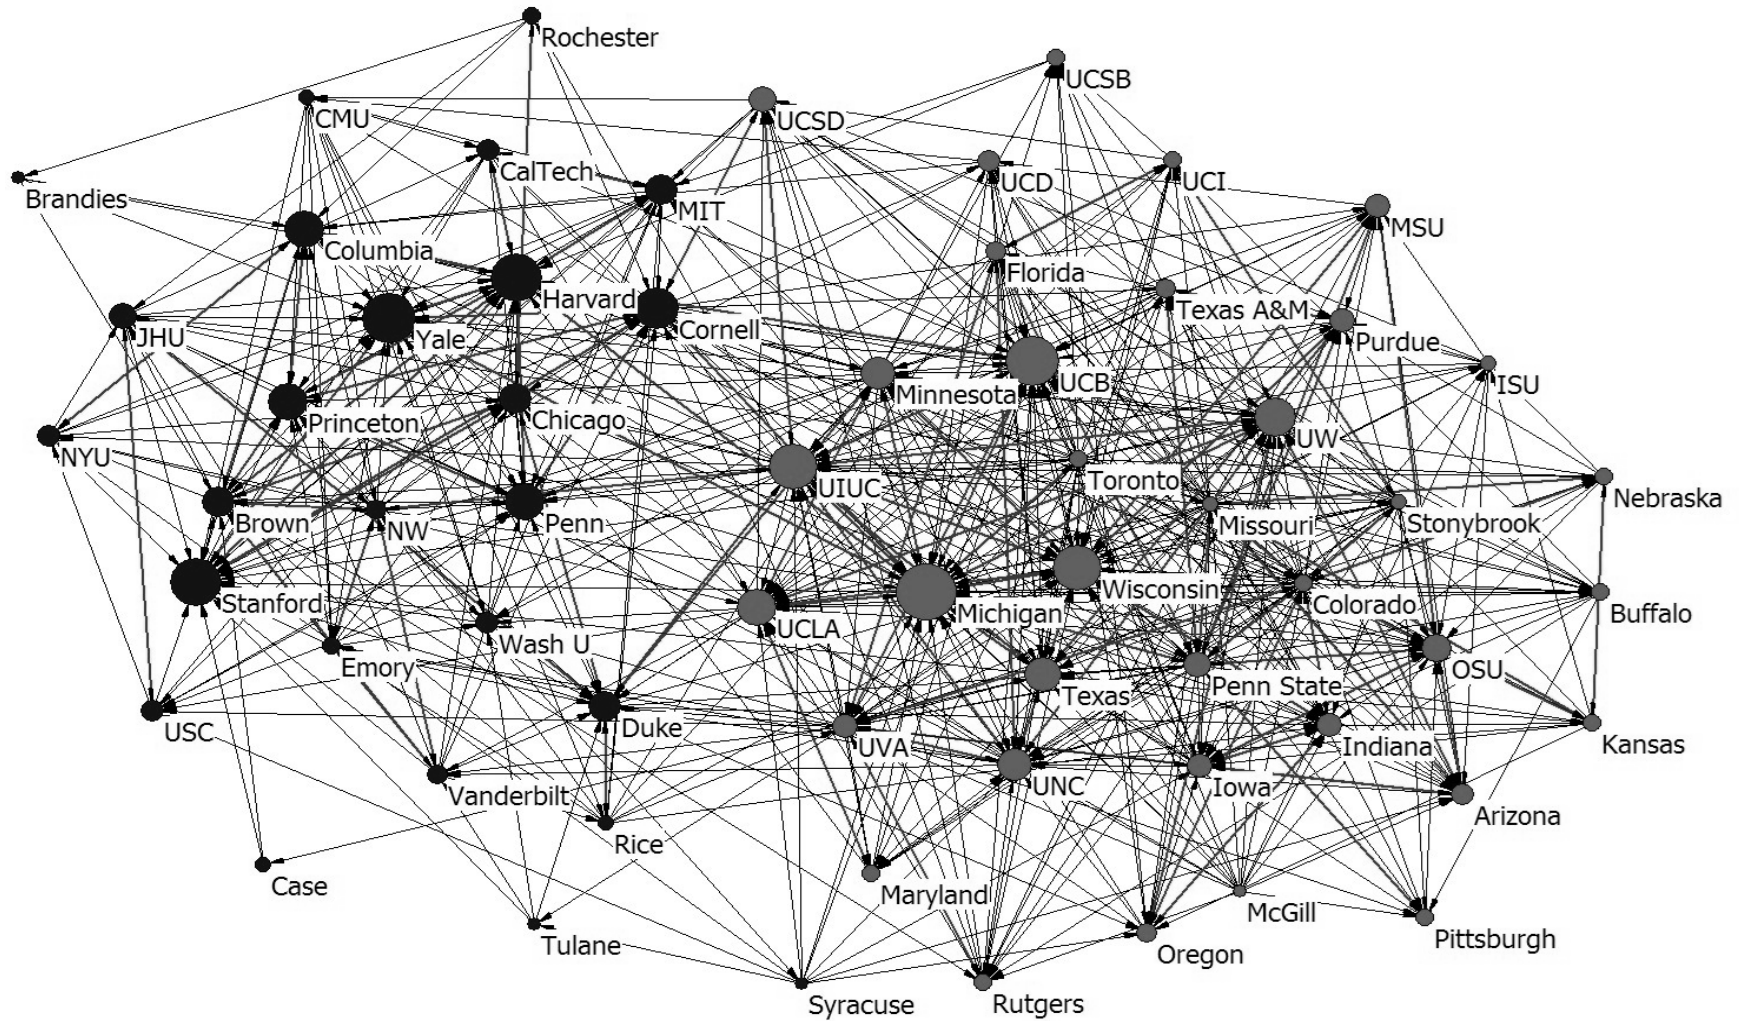 Rochester
UCSB
CMU
UCSD
CalTech
UCD
UCI
Brandies
MIT
MSU
Columbia
Florida
Harvard
Texas A&M
JHU
Yale
Cornell
Purdue
UCB
ISU
Minnesota
Princeton
Chicago
UW
NYU
Toronto
UIUC
Nebraska
Brown
NW
Penn
Missouri
Stonybrook
Wisconsin
Stanford
Michigan
Colorado
Buffalo
UCLA
Wash U
Emory
Texas
Penn State
OSU
USC
Duke
UVA
Indiana
Kansas
Vanderbilt
UNC
Iowa
Arizona
Rice
Case
Maryland
McGill
Pittsburgh
Tulane
Oregon
Syracuse
Rutgers